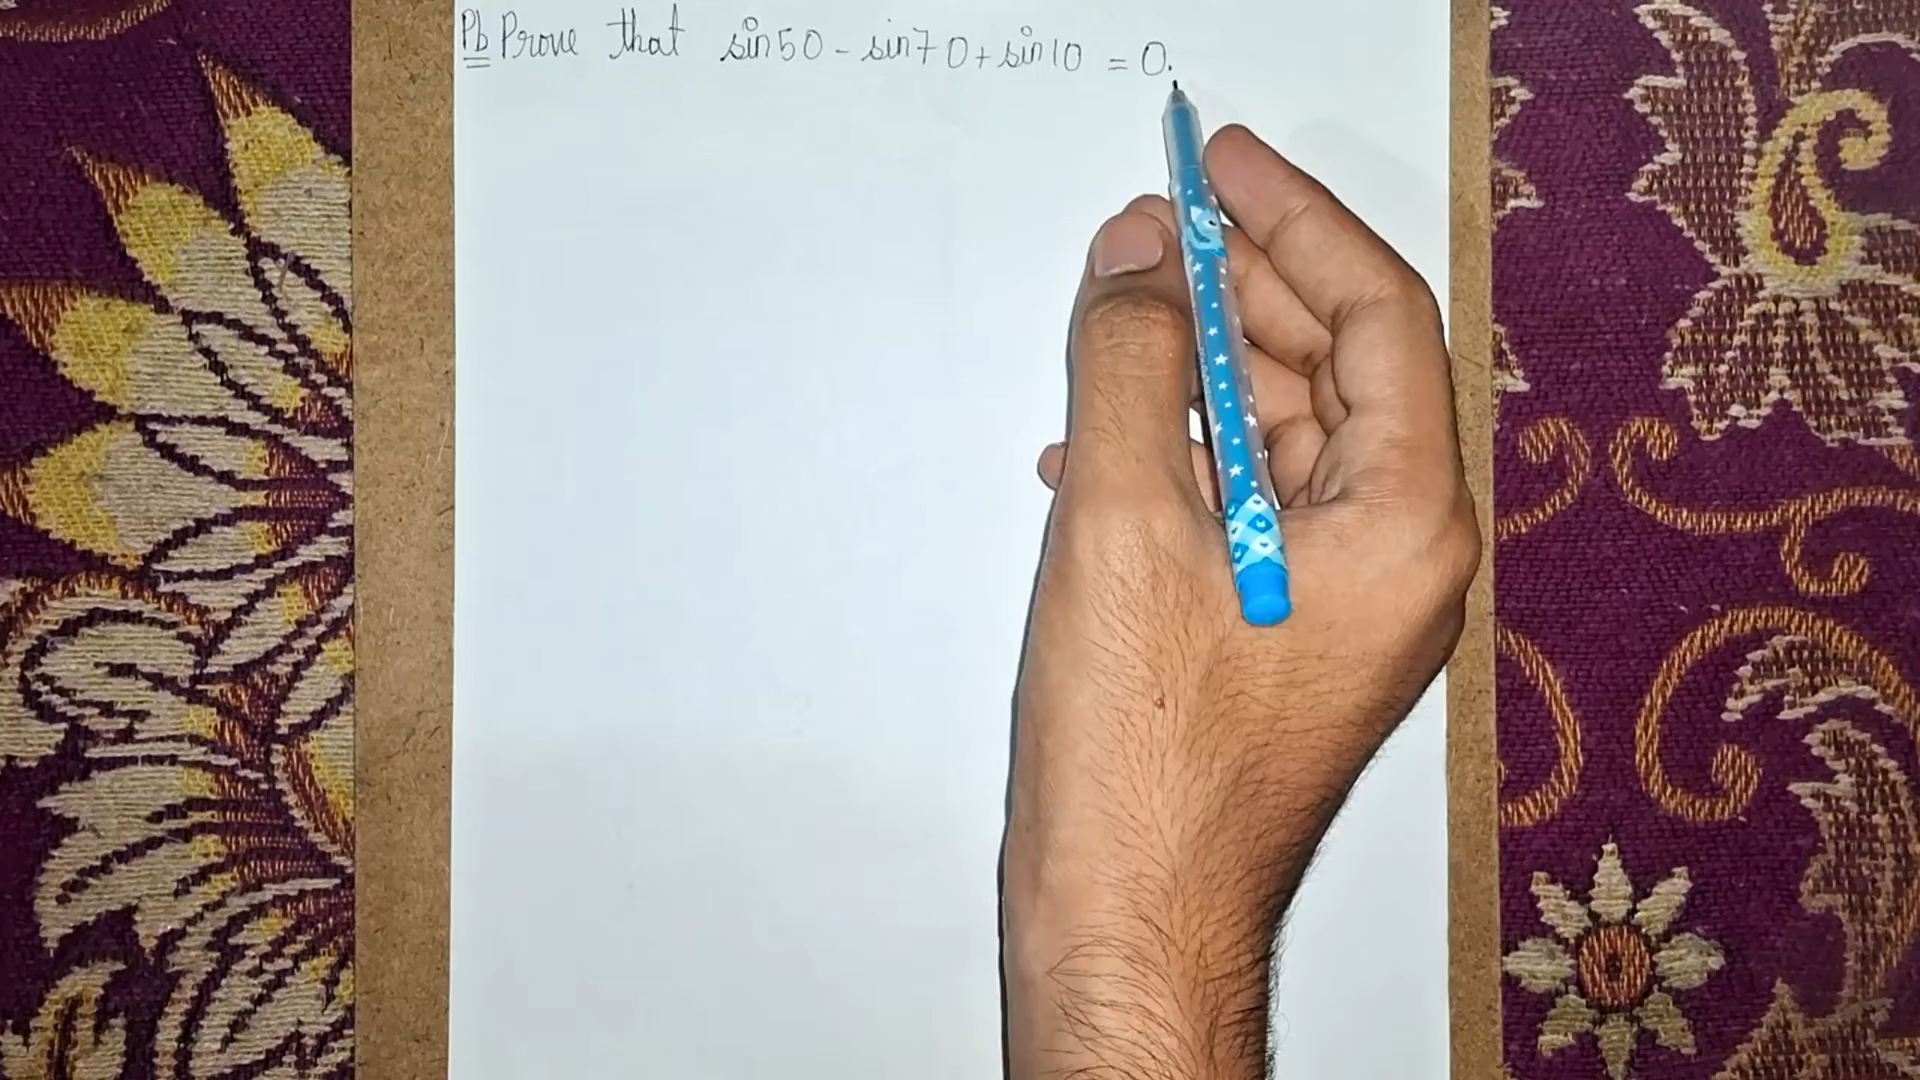 Pb Prove that sin50 - sin70 + sin10 = 0.